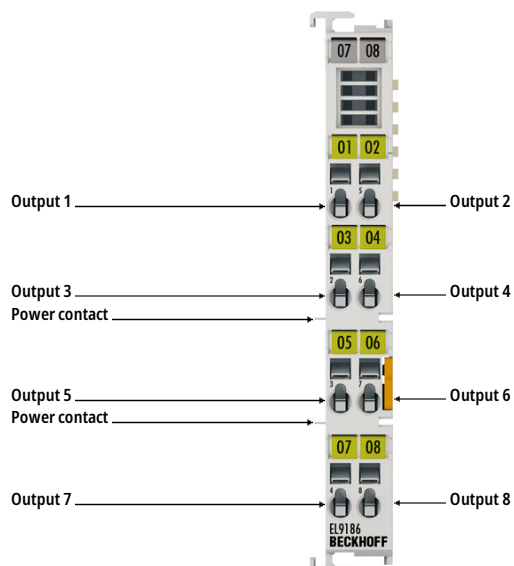 07 08
01 02
1 5
Output 1
Output 2
03 04
2 6
Output 3
Output 4
Power contact
05 06
3 7
Output 5
Output 6
Power contact
07 08
4 8
Output 7
Output 8
EL9186
BECKHOFF